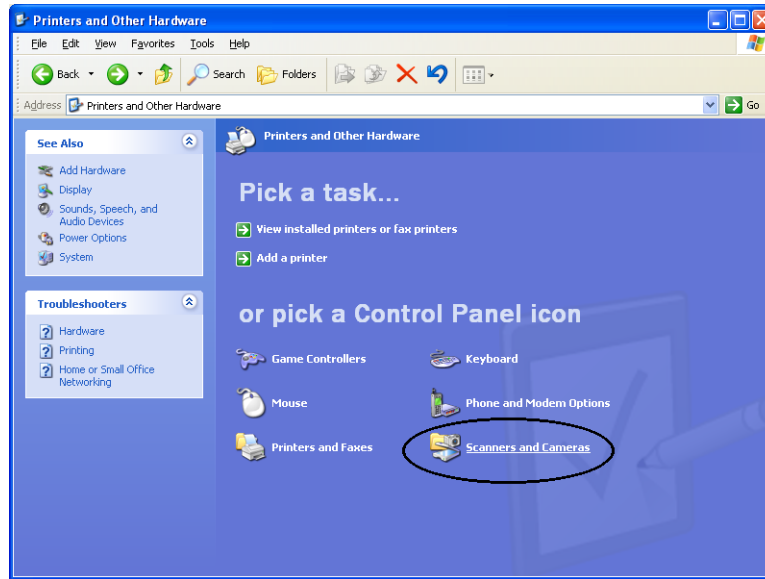 Printers and Other Hardware
File Edit View Favorites Tools Help
Back Search Folders
Address Printers and Other Hardware Go
See Also
Add Hardware
Display
Sounds, Speech, and
Audio Devices
Power Options
System
Troubleshooters
Hardware
Printing
Home or Small Office
Networking
Printers and Other Hardware
Pick a task...
View installed printers or fax printers
Add a printer
or pick a Control Panel icon
Game Controllers Keyboard
Mouse Phone and Modem Options
Printers and Faxes Scanners and Cameras